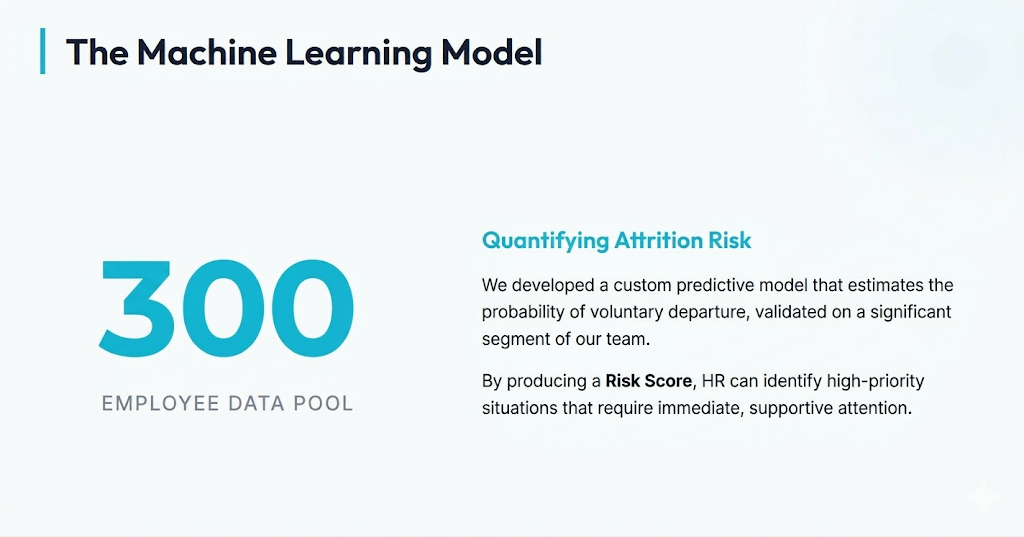 The Machine Learning Model
300
EMPLOYEE DATA POOL
Quantifying Attrition Risk
We developed a custom predictive model that estimates the
probability of voluntary departure, validated on a significant
segment of our team.
By producing a Risk Score, HR can identify high-priority
situations that require immediate, supportive attention.